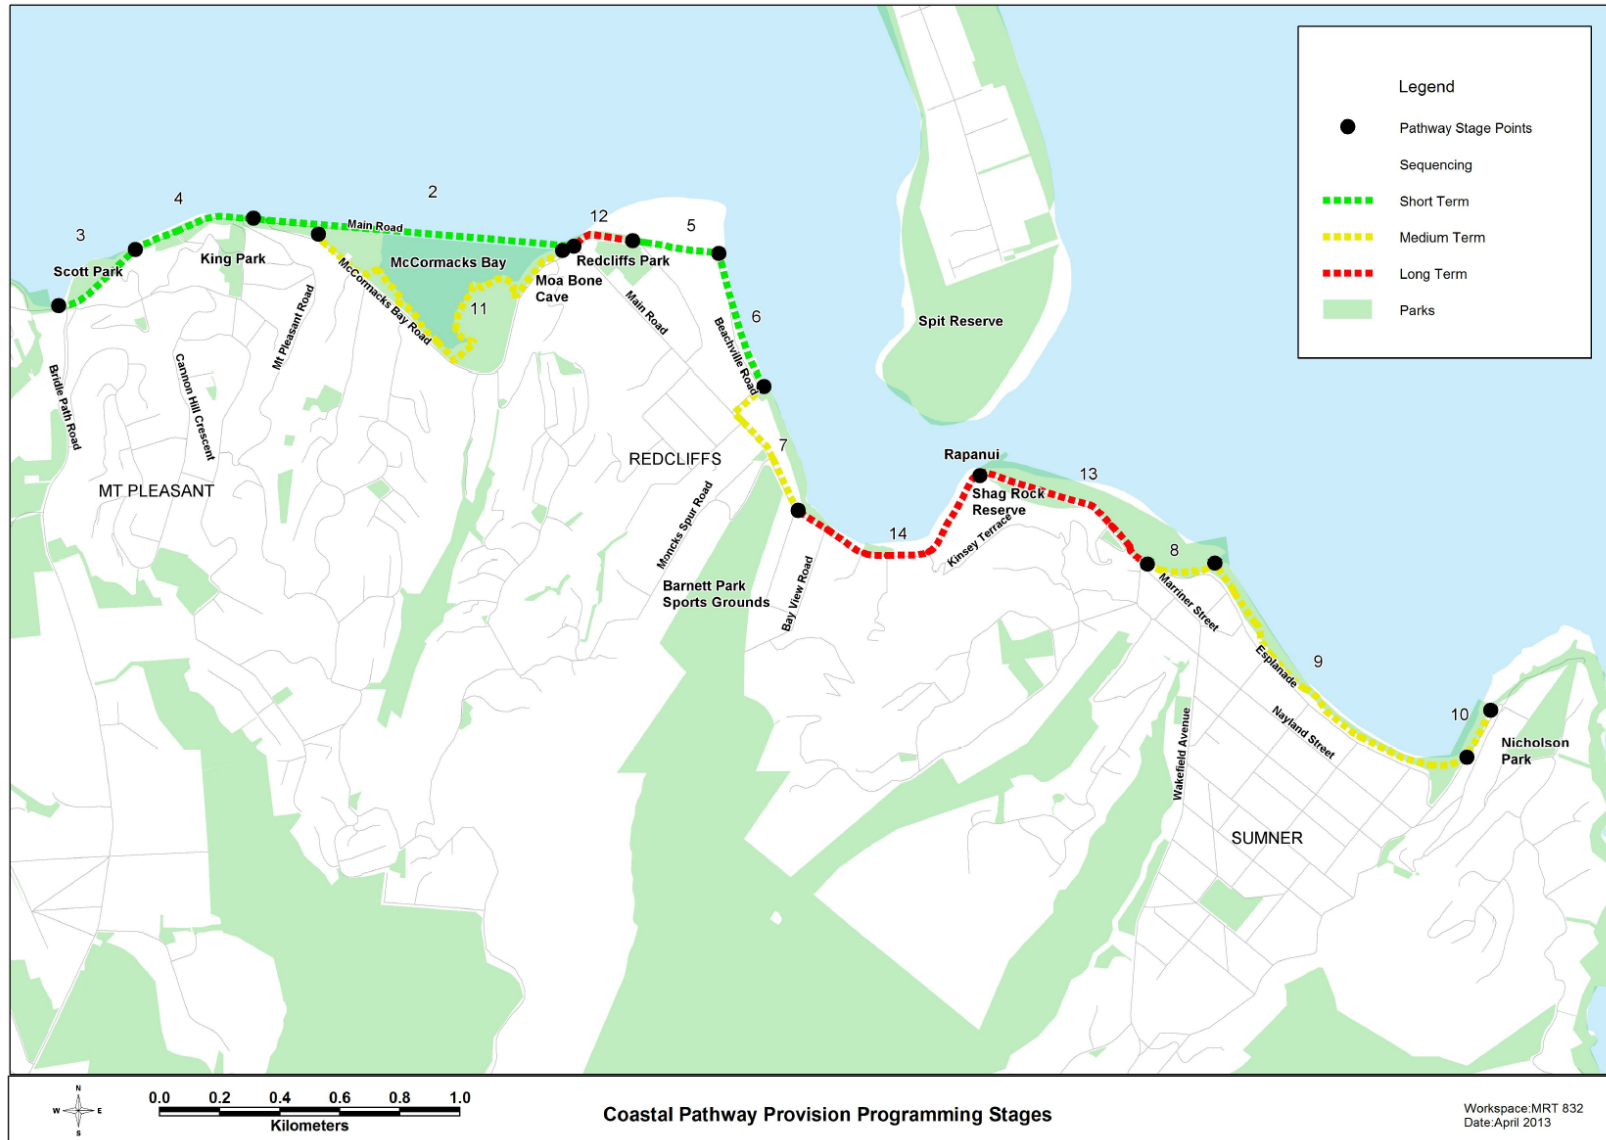 Legend
Pathway Stage Points
Sequencing
Short Term
Medium Term
Long Term
Parks
2
4
3
12
5
Main Road
Scott Park
King Park
McCormacks Bay
Redcliffs Park
Moa Bone
Cave
11
McCormacks Bay Road
Mt Pleasant Road
Main Road
6
Beachville Road
Spit Reserve
Bridle Path Road
Cannon Hill Crescent
7
REDCLIFFS
MT PLEASANT
Rapanui
13
Shag Rock
Reserve
Moncks Spur Road
14
Kinsey Terrace
8
Marriner Street
Barnett Park
Sports Grounds
Bay View Road
Esplanade
9
Nayland Street
10
Nicholson
Park
Wakefield Avenue
SUMNER
N
W
E
S
0.0 0.2 0.4 0.6 0.8 1.0
Kilometers
Coastal Pathway Provision Programming Stages
Workspace:MRT 832
Date:April 2013